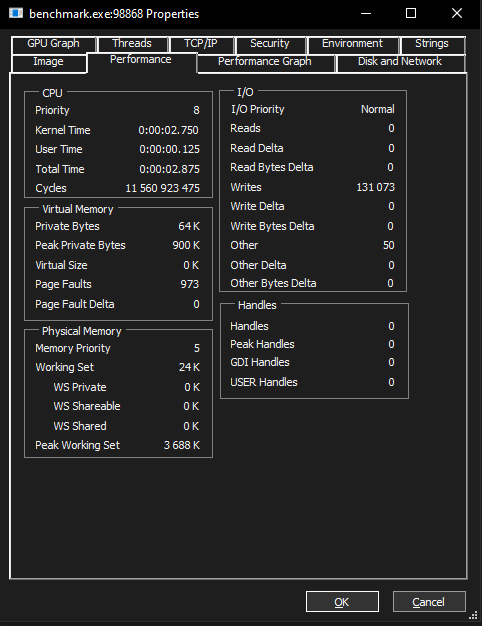 benchmark.exe:98868 Properties
GPU Graph Threads TCP/IP Security Environment Strings
Image Performance Performance Graph Disk and Network
CPU
Priority 8
Kernel Time 0:00:02.750
User Time 0:00:00.125
Total Time 0:00:02.875
Cycles 11 560 923 475
Virtual Memory
Private Bytes 64 K
Peak Private Bytes 900 K
Virtual Size 0 K
Page Faults 973
Page Fault Delta 0
Physical Memory
Memory Priority 5
Working Set 24 K
WS Private 0 K
WS Shareable 0 K
WS Shared 0 K
Peak Working Set 3 688 K
I/O
I/O Priority Normal
Reads 0
Read Delta 0
Read Bytes Delta 0
Writes 131 073
Write Delta 0
Write Bytes Delta 0
Other 50
Other Delta 0
Other Bytes Delta 0
Handles
Handles 0
Peak Handles 0
GDI Handles 0
USER Handles 0
OK Cancel